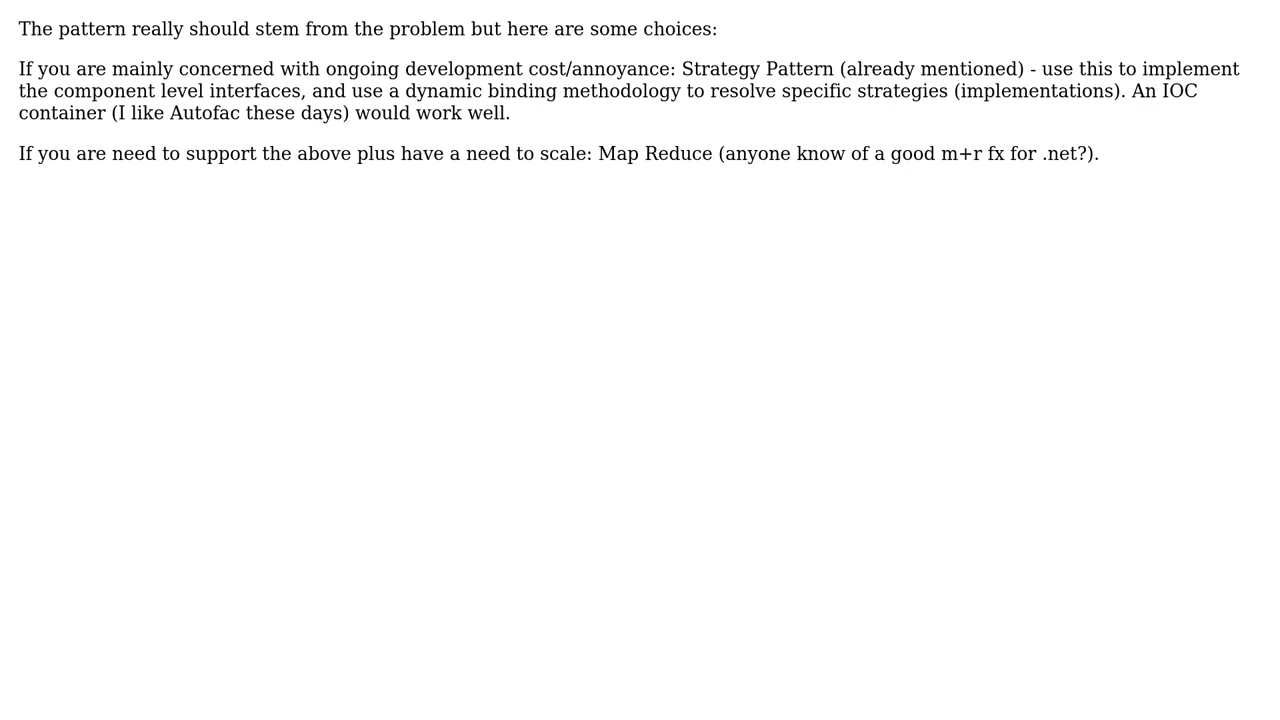 The pattern really should stem from the problem but here are some choices:
If you are mainly concerned with ongoing development cost/annoyance: Strategy Pattern (already mentioned) - use this to implement
the component level interfaces, and use a dynamic binding methodology to resolve specific strategies (implementations). An IOC
container (I like Autofac these days) would work well.
If you are need to support the above plus have a need to scale: Map Reduce (anyone know of a good m+r fx for .net?).